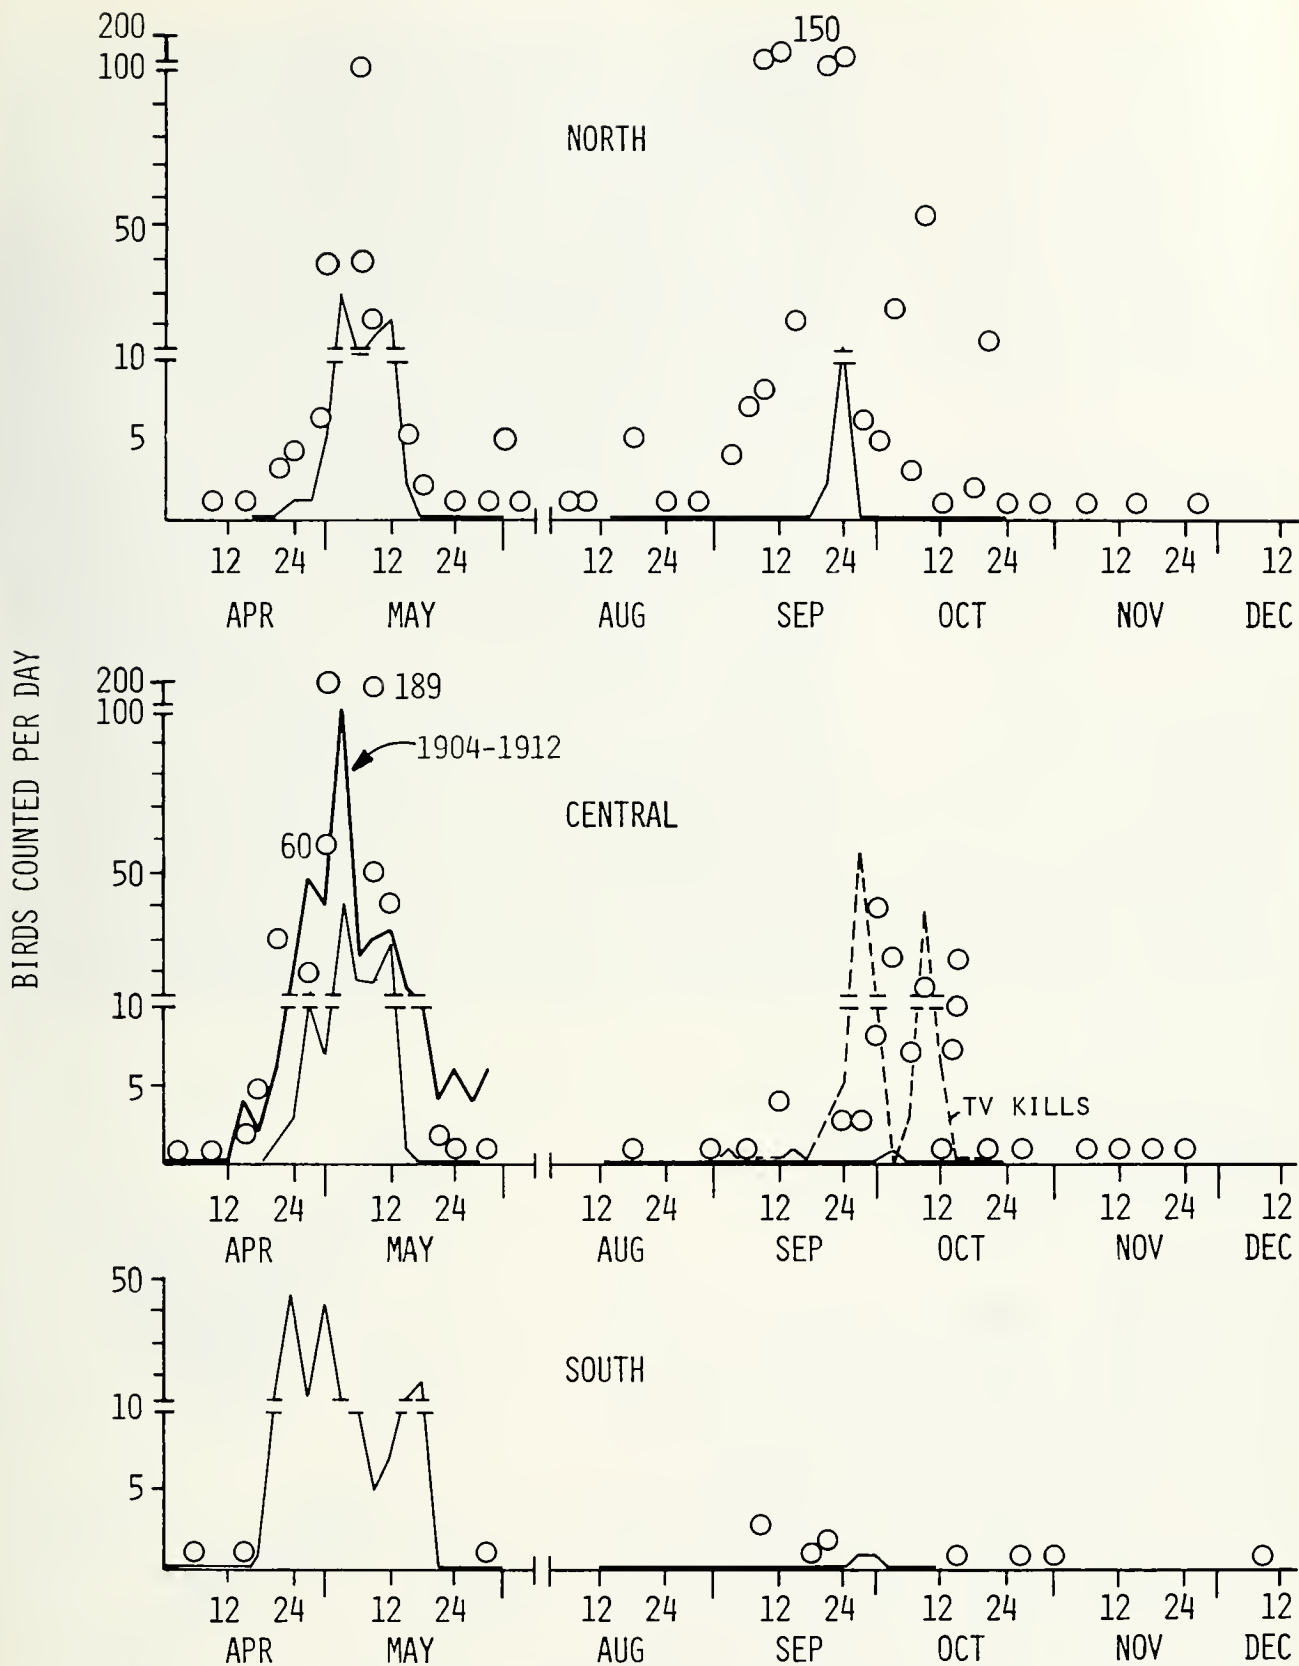 BIRDS COUNTED PER DAY
200
100
50
10
5
150
NORTH
12 24 12 24 12 24 12 24 12 24 12 24 12
APR MAY AUG SEP OCT NOV DEC
200
100
50
10
5
189
1904-1912
60
CENTRAL
TV KILLS
12 24 12 24 12 24 12 24 12 24 12 24 12
APR MAY AUG SEP OCT NOV DEC
50
10
5
SOUTH
12 24 12 24 12 24 12 24 12 24 12 24 12
APR MAY AUG SEP OCT NOV DEC